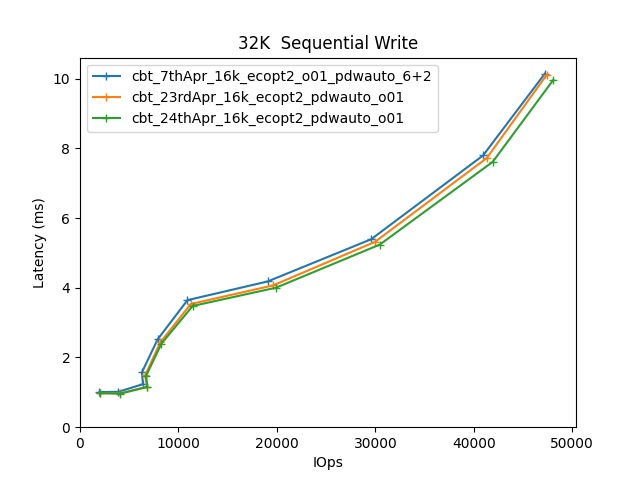 32K  Sequential Write
cbt_7thApr_16k_ecopt2_o01_pdwauto_6+2
cbt_23rdApr_16k_ecopt2_pdwauto_o01
cbt_24thApr_16k_ecopt2_pdwauto_o01
Latency (ms)
10
8
6
4
2
0
0 10000 20000 30000 40000 50000
IOps